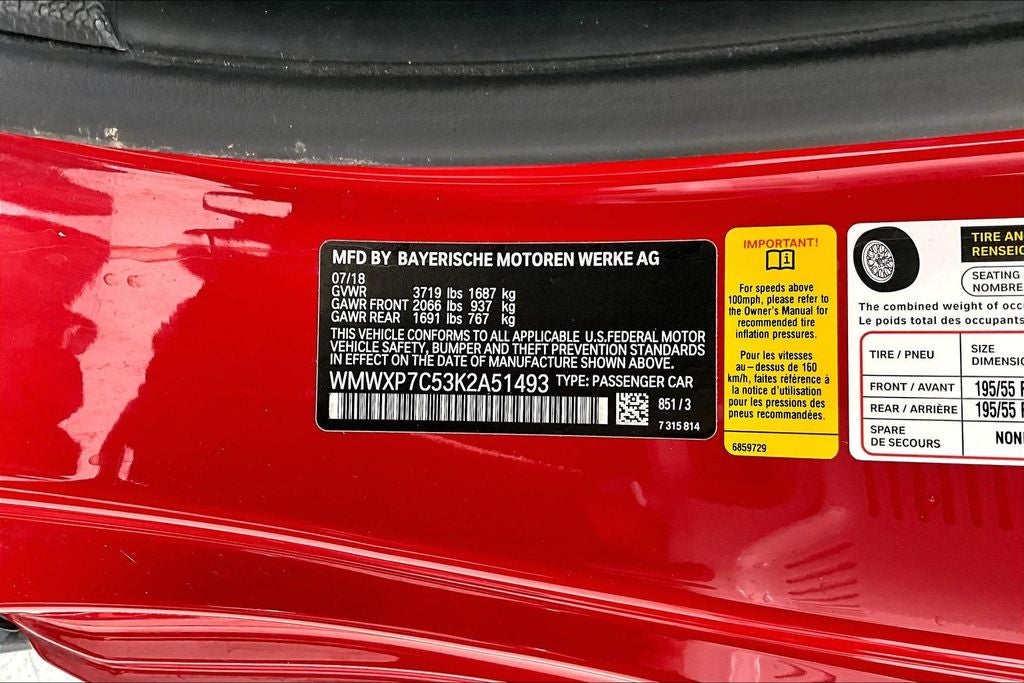 MFD BY BAYERISCHE MOTOREN WERKE AG
07/18
GVWR 3719 lbs 1687 kg
GAWR FRONT 2066 lbs 937 kg
GAWR REAR 1691 lbs 767 kg
THIS VEHICLE CONFORMS TO ALL APPLICABLE U.S.FEDERAL MOTOR
VEHICLE SAFETY, BUMPER AND THEFT PREVENTION STANDARDS
IN EFFECT ON THE DATE OF MANUFACTURE SHOWN ABOVE.
WMWXP7C53K2A51493 TYPE: PASSENGER CAR
851/3
7 315 814
IMPORTANT!
For speeds above
100mph, please refer to
the Owner's Manual for
recommended tire
inflation pressures.
Pour les vitesses
au-dessus de 160
km/h, faites référence à
la notice d'utilisation
pour les pressions des
pneus recommandées.
6859729
TIRE
SEATING
The combined weight of
Le poids total des occupants
TIRE / PNEU SIZE
FRONT / AVANT 195/55
REAR / ARRIÈRE 195/55
SPARE
DE SECOURS